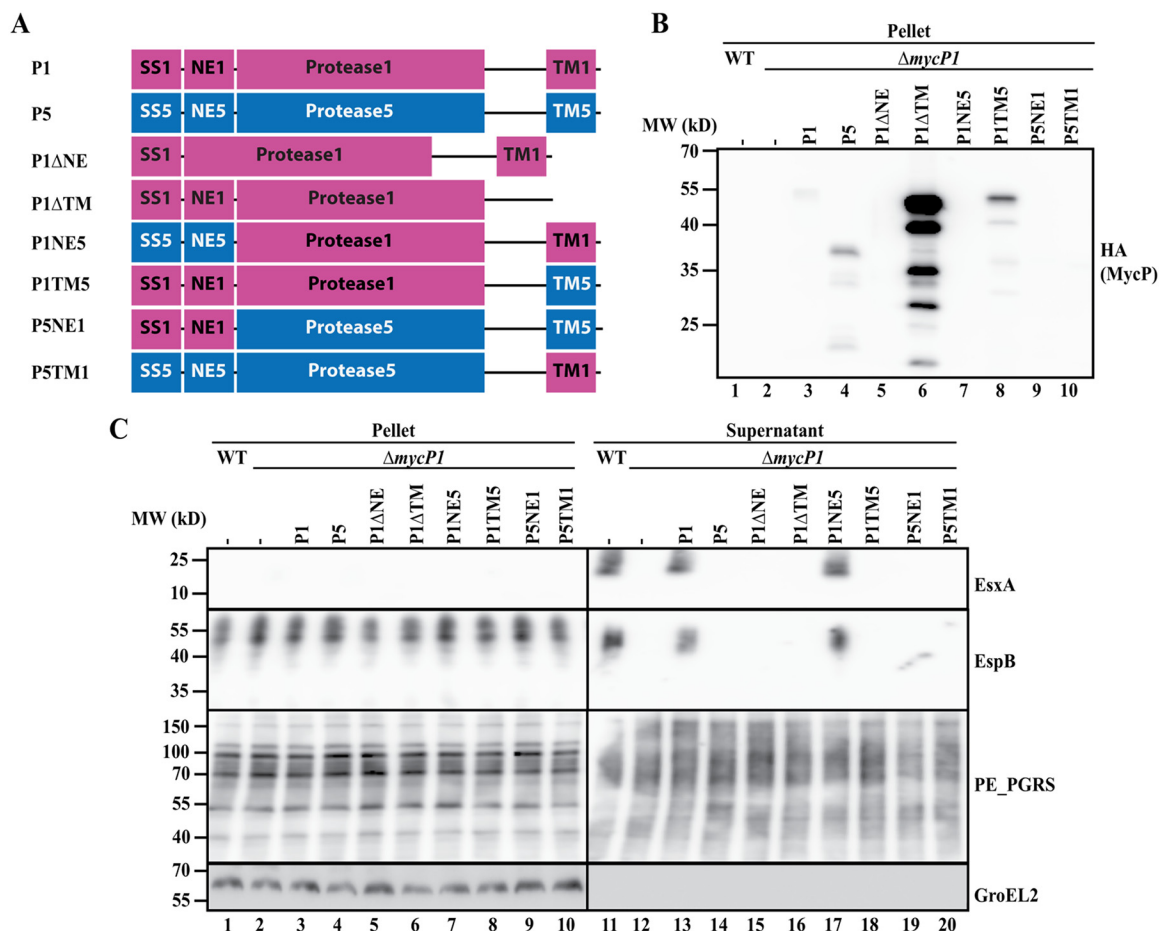 A
P1 SS1 NE1 Protease1 TM1
P5 SS5 NE5 Protease5 TM5
P1ΔNE SS1 Protease1 TM1
P1ΔTM SS1 NE1 Protease1
P1NE5 SS5 NE5 Protease1 TM1
P1TM5 SS1 NE1 Protease1 TM5
P5NE1 SS1 NE1 Protease5 TM5
P5TM1 SS5 NE5 Protease5 TM1
B
Pellet
WT ΔmycP1
MW (kD) - - P1 P5 P1ΔNE P1ΔTM P1NE5 P1TM5 P5NE1 P5TM1
70
55
40
35
25
HA
(MycP)
1 2 3 4 5 6 7 8 9 10
C
Pellet Supernatant
WT ΔmycP1 WT ΔmycP1
MW (kD) - - P1 P5 P1ΔNE P1ΔTM P1NE5 P1TM5 P5NE1 P5TM1 - - P1 P5 P1ΔNE P1ΔTM P1NE5 P1TM5 P5NE1 P5TM1
25
10
EsxA
55
40
35
EspB
150
100
70
55
40
PE_PGRS
70
55
GroEL2
1 2 3 4 5 6 7 8 9 10 11 12 13 14 15 16 17 18 19 20